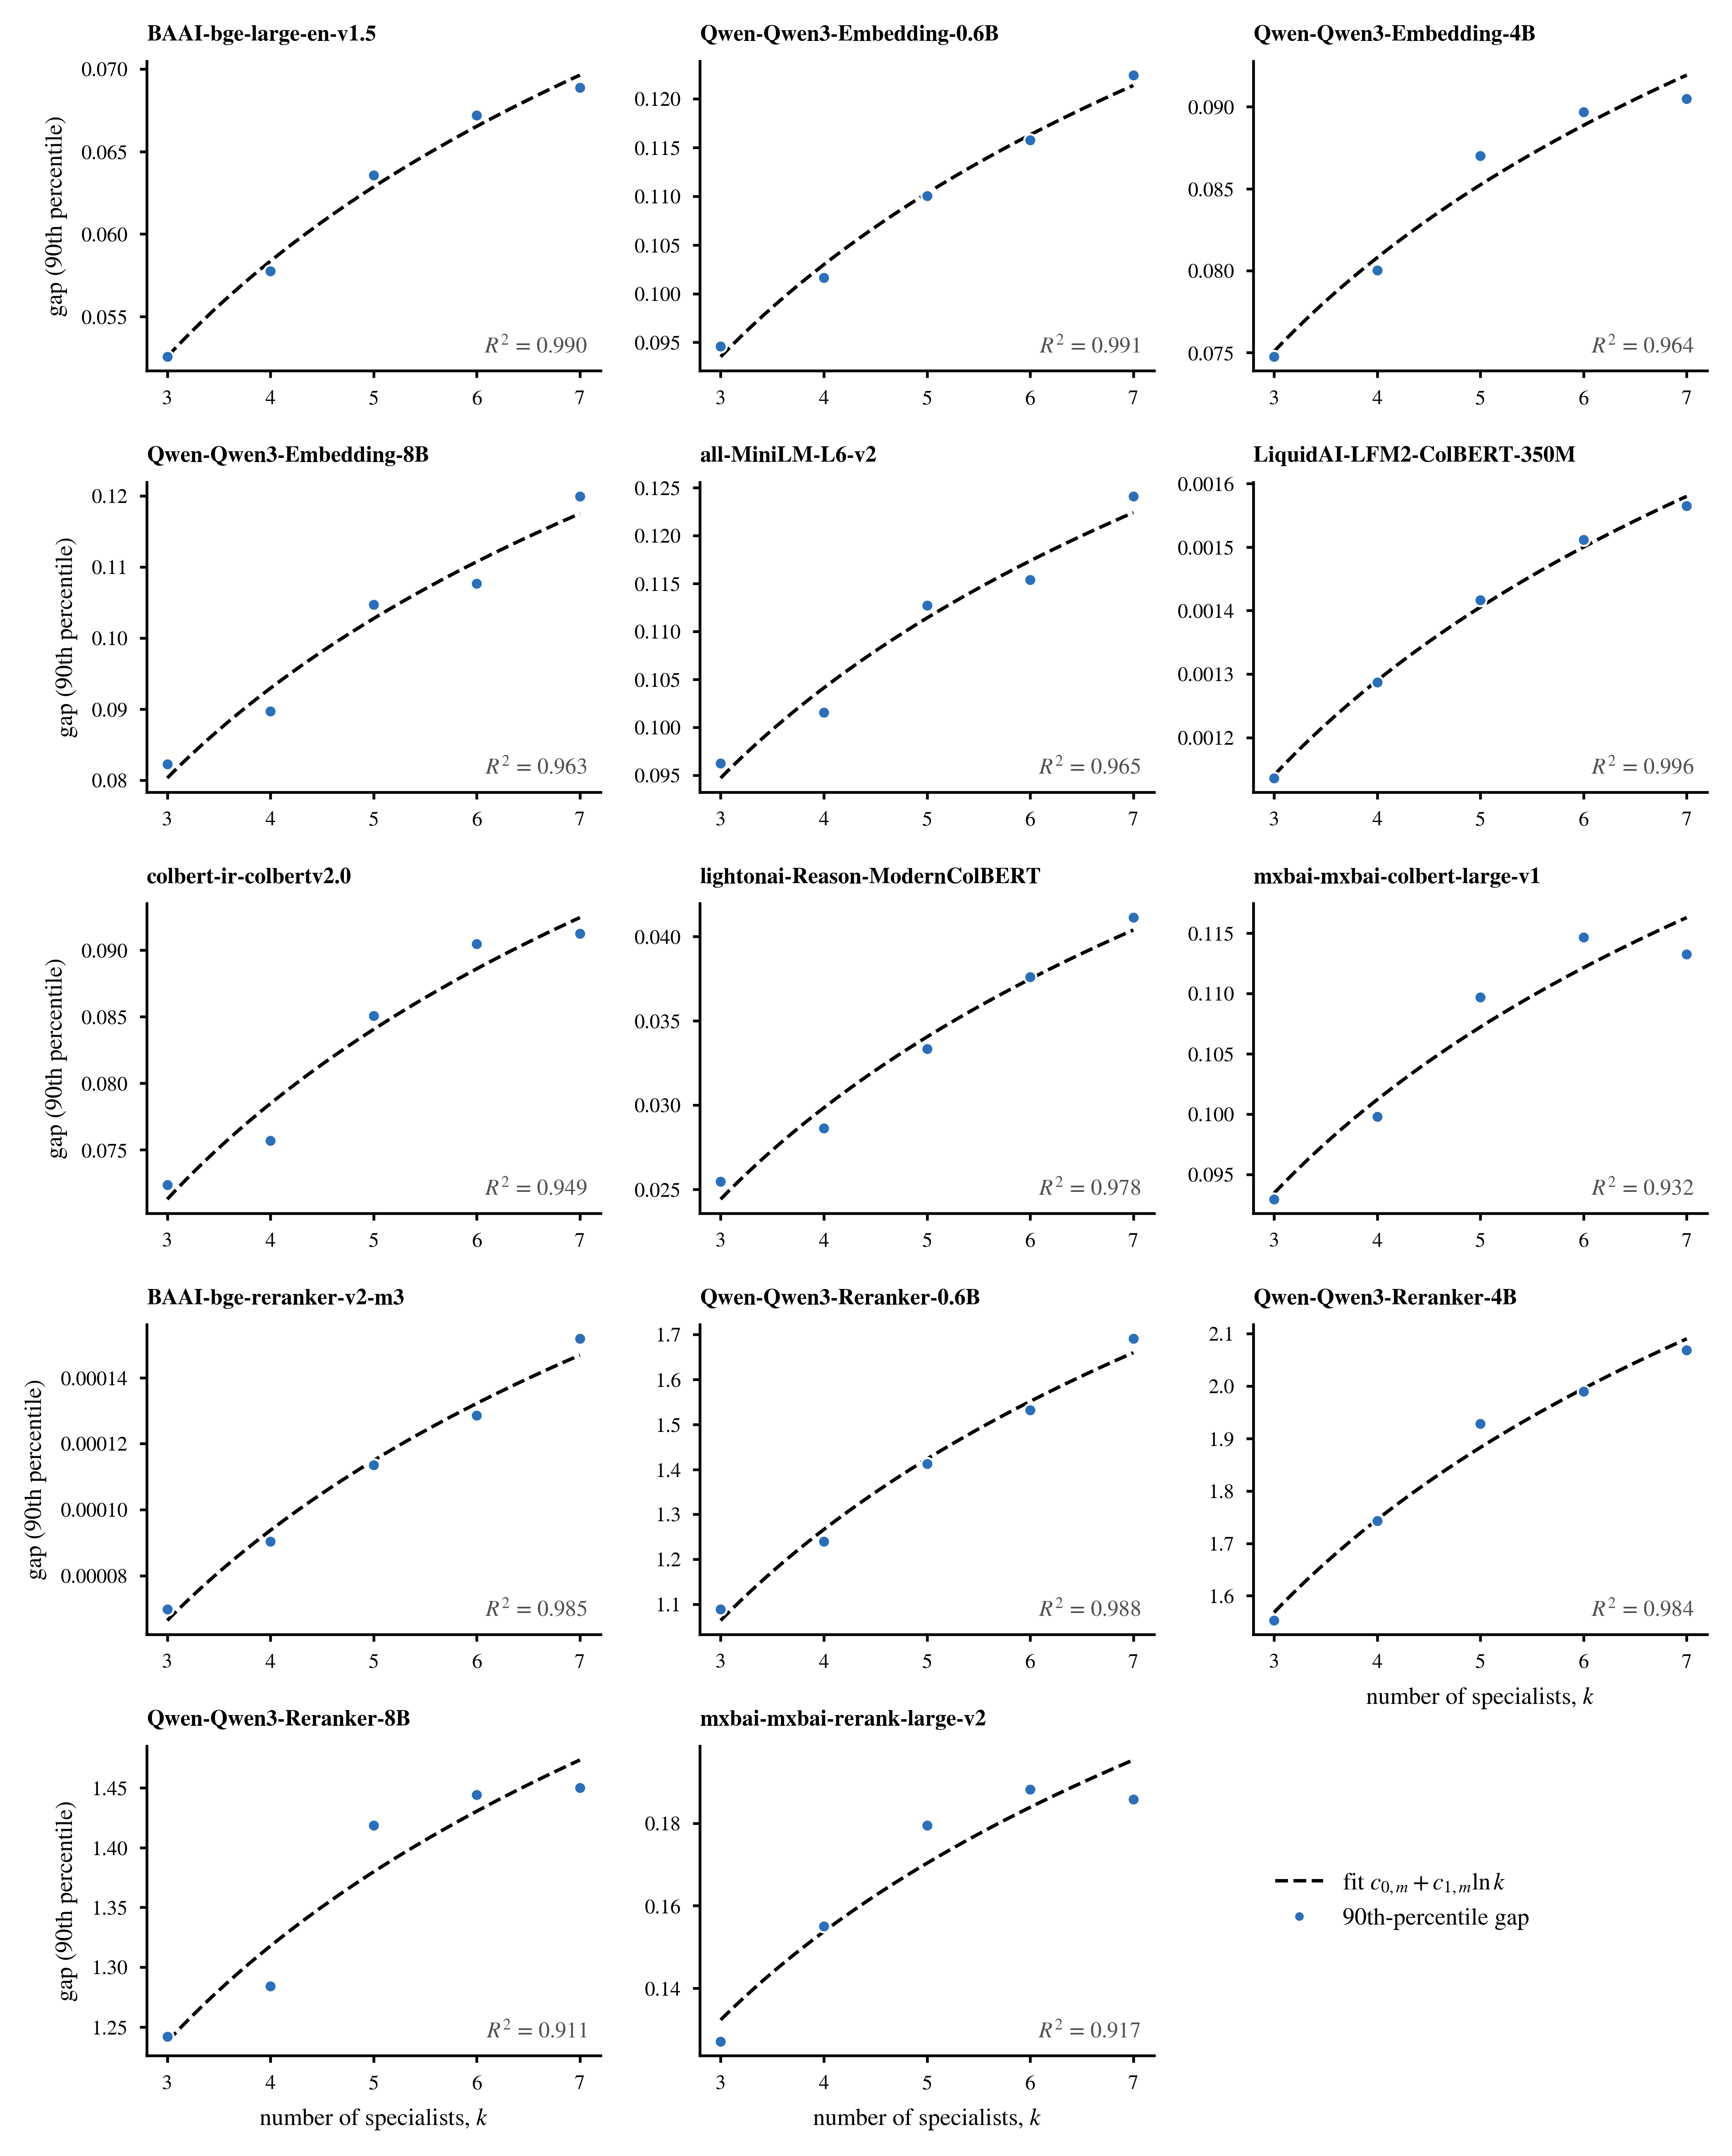 BAAI-bge-large-en-v1.5
gap (90th percentile)
0.070
0.065
0.060
0.055
R² = 0.990
3 4 5 6 7
Qwen-Qwen3-Embedding-0.6B
0.120
0.115
0.110
0.105
0.100
0.095
R² = 0.991
3 4 5 6 7
Qwen-Qwen3-Embedding-4B
0.090
0.085
0.080
0.075
R² = 0.964
3 4 5 6 7
Qwen-Qwen3-Embedding-8B
gap (90th percentile)
0.12
0.11
0.10
0.09
0.08
R² = 0.963
3 4 5 6 7
all-MiniLM-L6-v2
0.125
0.120
0.115
0.110
0.105
0.100
0.095
R² = 0.965
3 4 5 6 7
LiquidAI-LFM2-ColBERT-350M
0.0016
0.0015
0.0014
0.0013
0.0012
R² = 0.996
3 4 5 6 7
colbert-ir-colbertv2.0
gap (90th percentile)
0.090
0.085
0.080
0.075
R² = 0.949
3 4 5 6 7
lightonai-Reason-ModernColBERT
0.040
0.035
0.030
0.025
R² = 0.978
3 4 5 6 7
mxbai-mxbai-colbert-large-v1
0.115
0.110
0.105
0.100
0.095
R² = 0.932
3 4 5 6 7
BAAI-bge-reranker-v2-m3
gap (90th percentile)
0.00014
0.00012
0.00010
0.00008
R² = 0.985
3 4 5 6 7
Qwen-Qwen3-Reranker-0.6B
1.7
1.6
1.5
1.4
1.3
1.2
1.1
R² = 0.988
3 4 5 6 7
Qwen-Qwen3-Reranker-4B
2.1
2.0
1.9
1.8
1.7
1.6
R² = 0.984
3 4 5 6 7
number of specialists, k
Qwen-Qwen3-Reranker-8B
gap (90th percentile)
1.45
1.40
1.35
1.30
1.25
R² = 0.911
3 4 5 6 7
number of specialists, k
mxbai-mxbai-rerank-large-v2
0.18
0.16
0.14
R² = 0.917
3 4 5 6 7
number of specialists, k
fit c₀,ₘ + c₁,ₘ ln k
90th-percentile gap